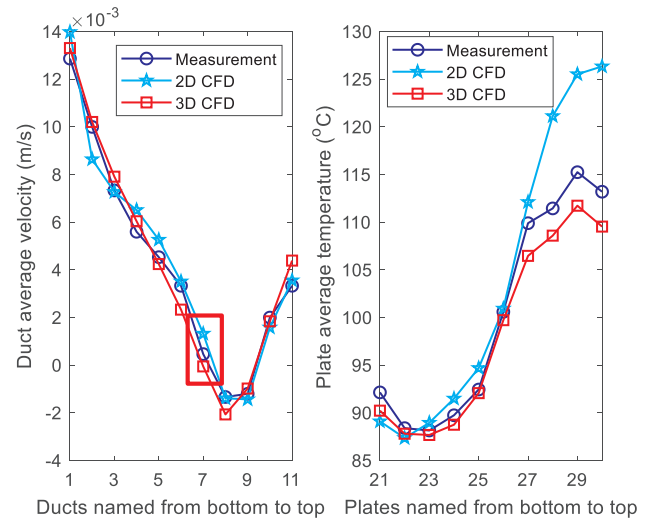 ×10⁻³
14
12
10
8
6
4
2
0
-2
-4
1 3 5 7 9 11
Duct average velocity (m/s)
Ducts named from bottom to top
Measurement
2D CFD
3D CFD
130
125
120
115
110
105
100
95
90
85
21 23 25 27 29
Plate average temperature (°C)
Plates named from bottom to top
Measurement
2D CFD
3D CFD